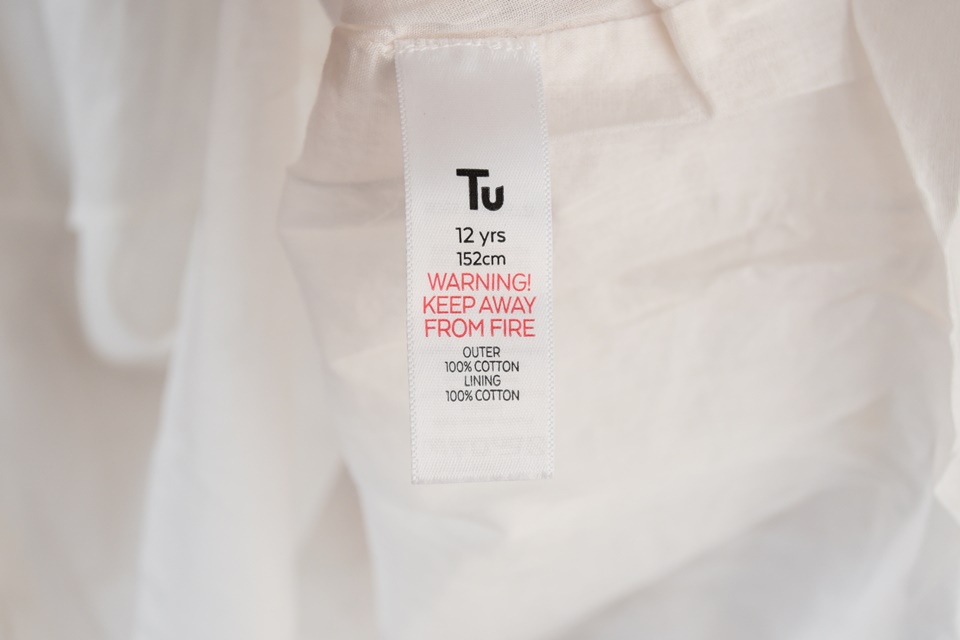 Tu
12 yrs
152cm
WARNING!
KEEP AWAY
FROM FIRE
OUTER
100% COTTON
LINING
100% COTTON